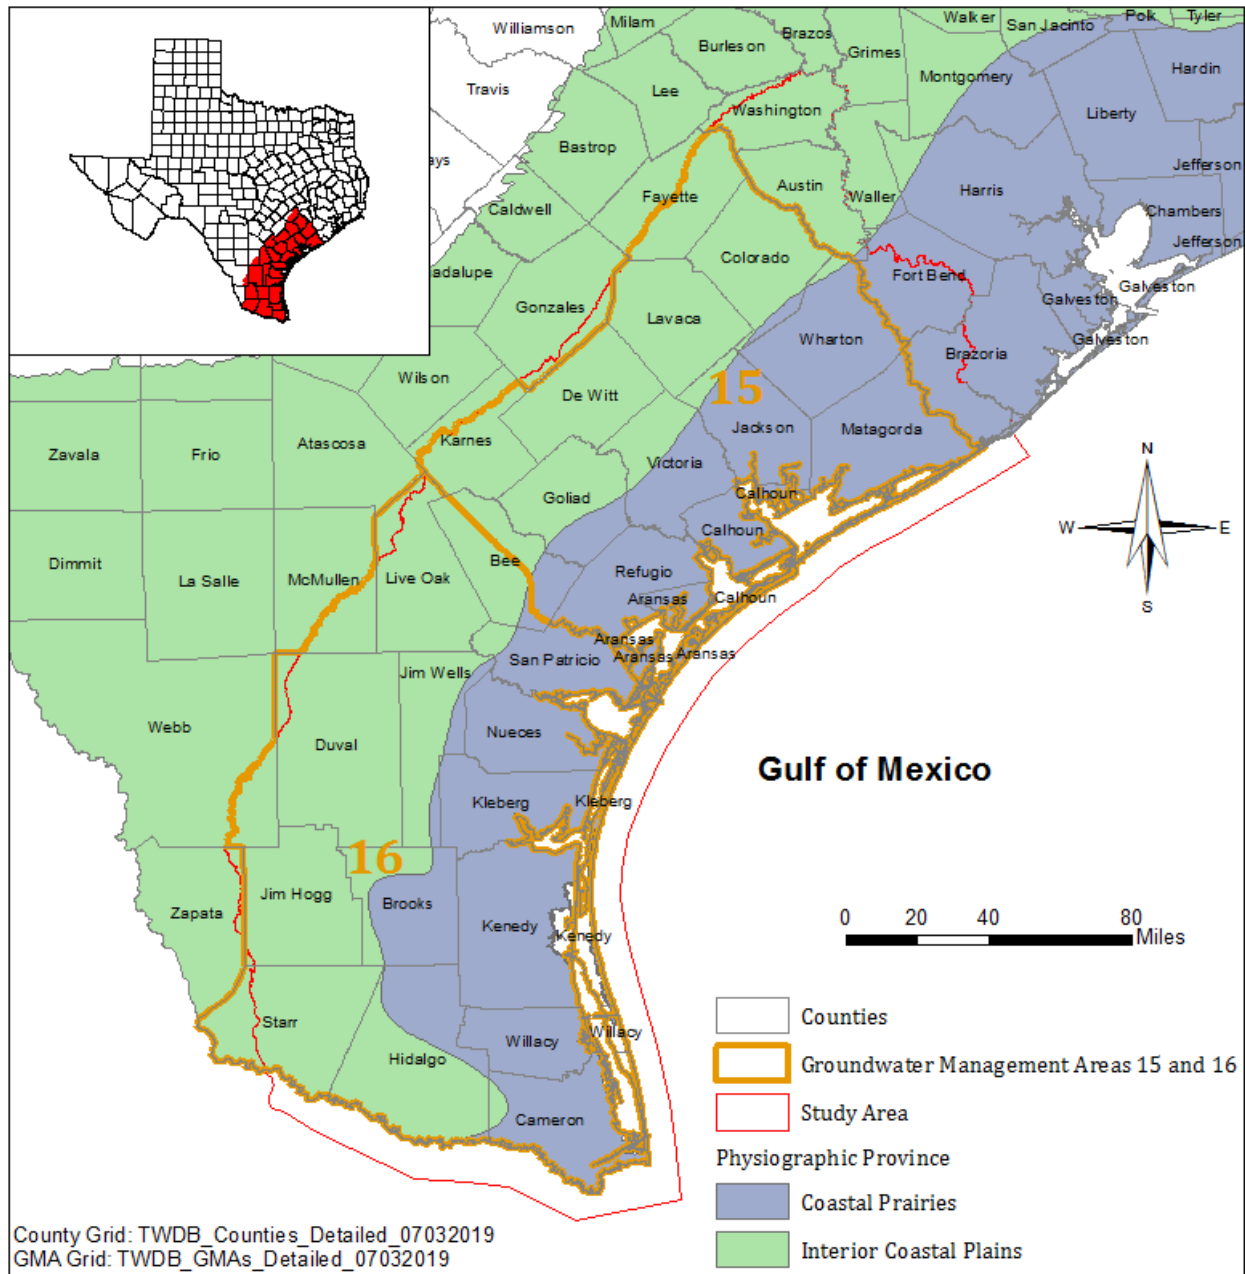 Williamson
Milam
Walker
San Jacinto
Polk
Tyler
Burleson
Brazos
Grimes
Hardin
Montgomery
Travis
Lee
Washington
Liberty
ays
Bastrop
Jefferson
Fayette
Austin
Waller
Harris
Caldwell
Chambers
Jefferson
adalupe
Colorado
Fort Bend
Galveston
Galveston
Gonzales
Lavaca
Wharton
Galveston
Brazoria
Wilson
De Witt
15
Jackson
Matagorda
Karnes
Atascosa
Frio
Zavala
Victoria
N
Goliad
Calhoun
W
E
Calhoun
S
Dimmit
La Salle
McMullen
Live Oak
Bee
Refugio
Aransas
Calhoun
Aransas
Aransas
Aransas
San Patricio
Jim Wells
Webb
Duval
Nueces
Gulf of Mexico
Kleberg
Kleberg
16
Jim Hogg
Brooks
Zapata
Kenedy
Kenedy
0 20 40 80
Miles
Starr
Willacy
Willacy
Hidalgo
Cameron
Counties
Groundwater Management Areas 15 and 16
Study Area
Physiographic Province
Coastal Prairies
Interior Coastal Plains
County Grid: TWDB_Counties_Detailed_07032019
GMA Grid: TWDB_GMAs_Detailed_07032019